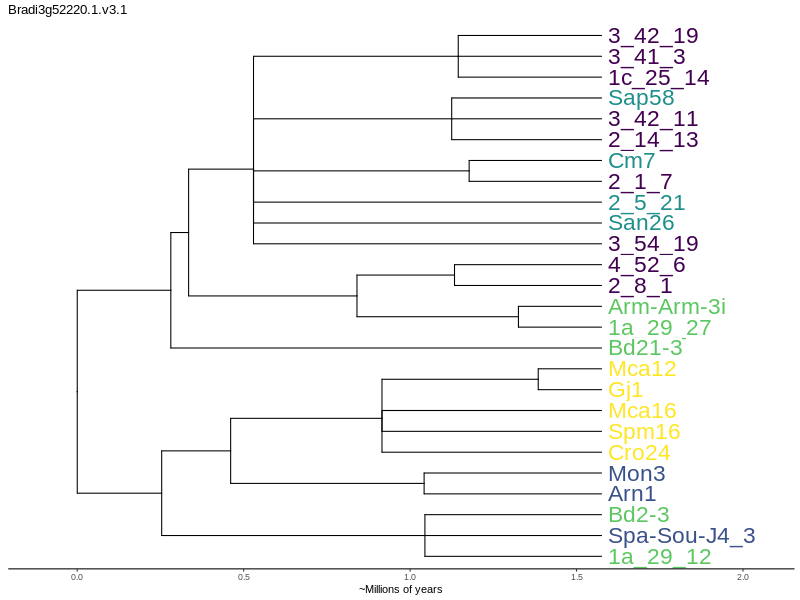 Bradi3g52220.1.v3.1
3_42_19
3_41_3
1c_25_14
Sap58
3_42_11
2_14_13
Cm7
2_1_7
2_5_21
San26
3_54_19
4_52_6
2_8_1
Arm-Arm-3i
1a_29_27
Bd21-3
Mca12
Gj1
Mca16
Spm16
Cro24
Mon3
Arn1
Bd2-3
Spa-Sou-J4_3
1a_29_12
0.0 0.5 1.0 1.5 2.0
~Millions of years